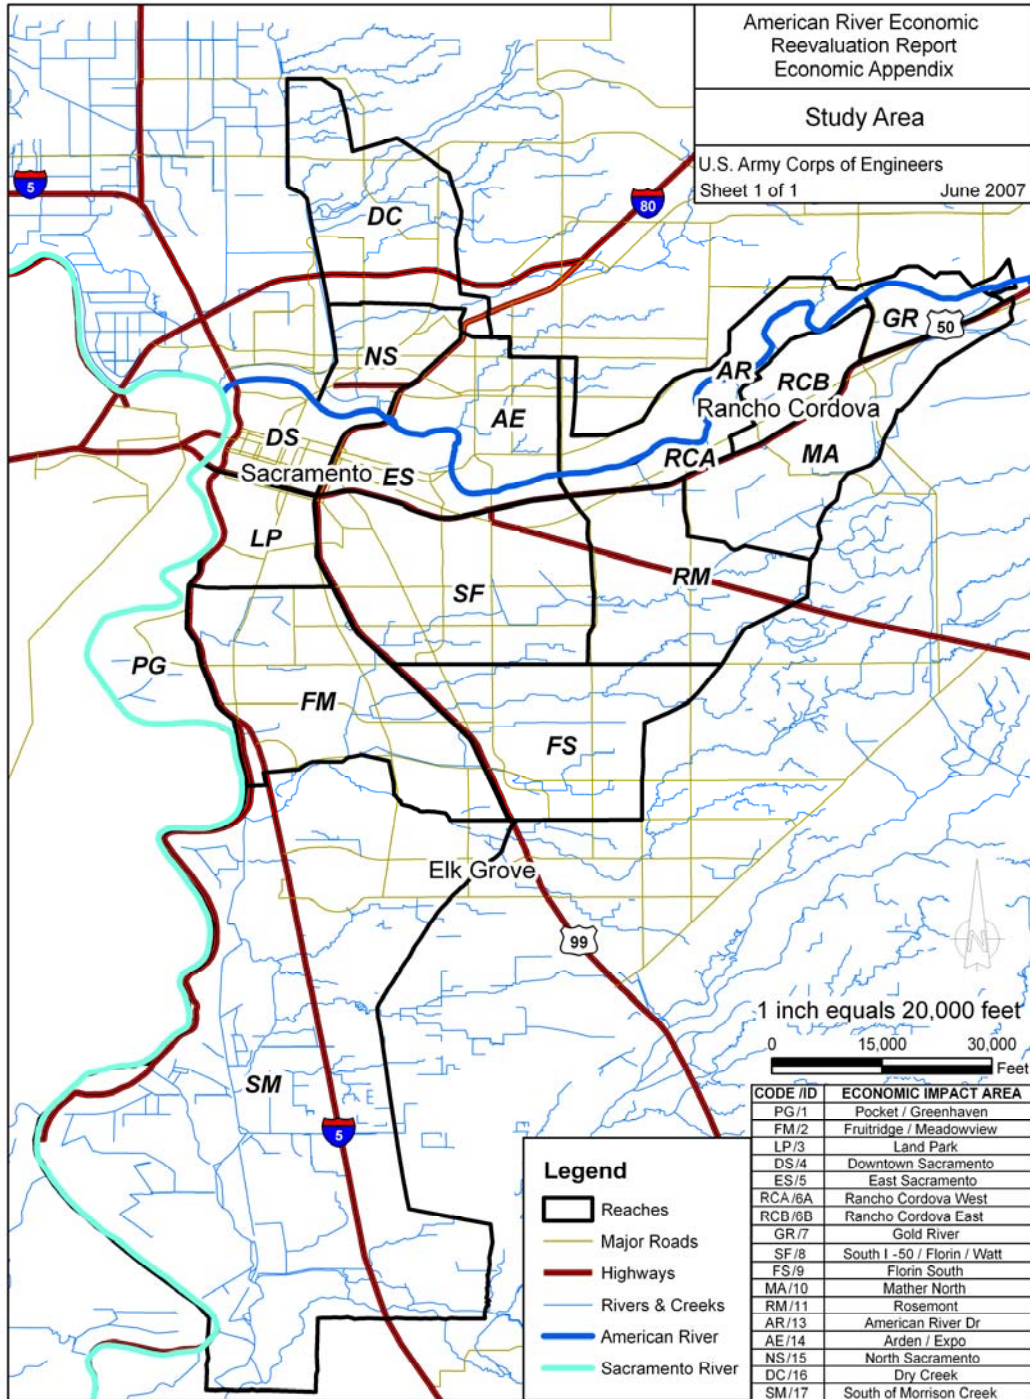 American River Economic
Reevaluation Report
Economic Appendix
Study Area
U.S. Army Corps of Engineers
Sheet 1 of 1 June 2007
5
80
DC
NS
AR
GR
50
RCB
Rancho Cordova
AE
DS
Sacramento
ES
RCA
MA
LP
SF
RM
PG
FM
FS
Elk Grove
99
N
SM
5
1 inch equals 20,000 feet
0 15,000 30,000
Feet
Legend
Reaches
Major Roads
Highways
Rivers & Creeks
American River
Sacramento River
CODE /ID ECONOMIC IMPACT AREA
PG/1 Pocket / Greenhaven
FM/2 Fruitridge / Meadowview
LP/3 Land Park
DS/4 Downtown Sacramento
ES/5 East Sacramento
RCA/6A Rancho Cordova West
RCB/6B Rancho Cordova East
GR/7 Gold River
SF/8 South I -50 / Florin / Watt
FS/9 Florin South
MA/10 Mather North
RM/11 Rosemont
AR/13 American River Dr
AE/14 Arden / Expo
NS/15 North Sacramento
DC/16 Dry Creek
SM/17 South of Morrison Creek